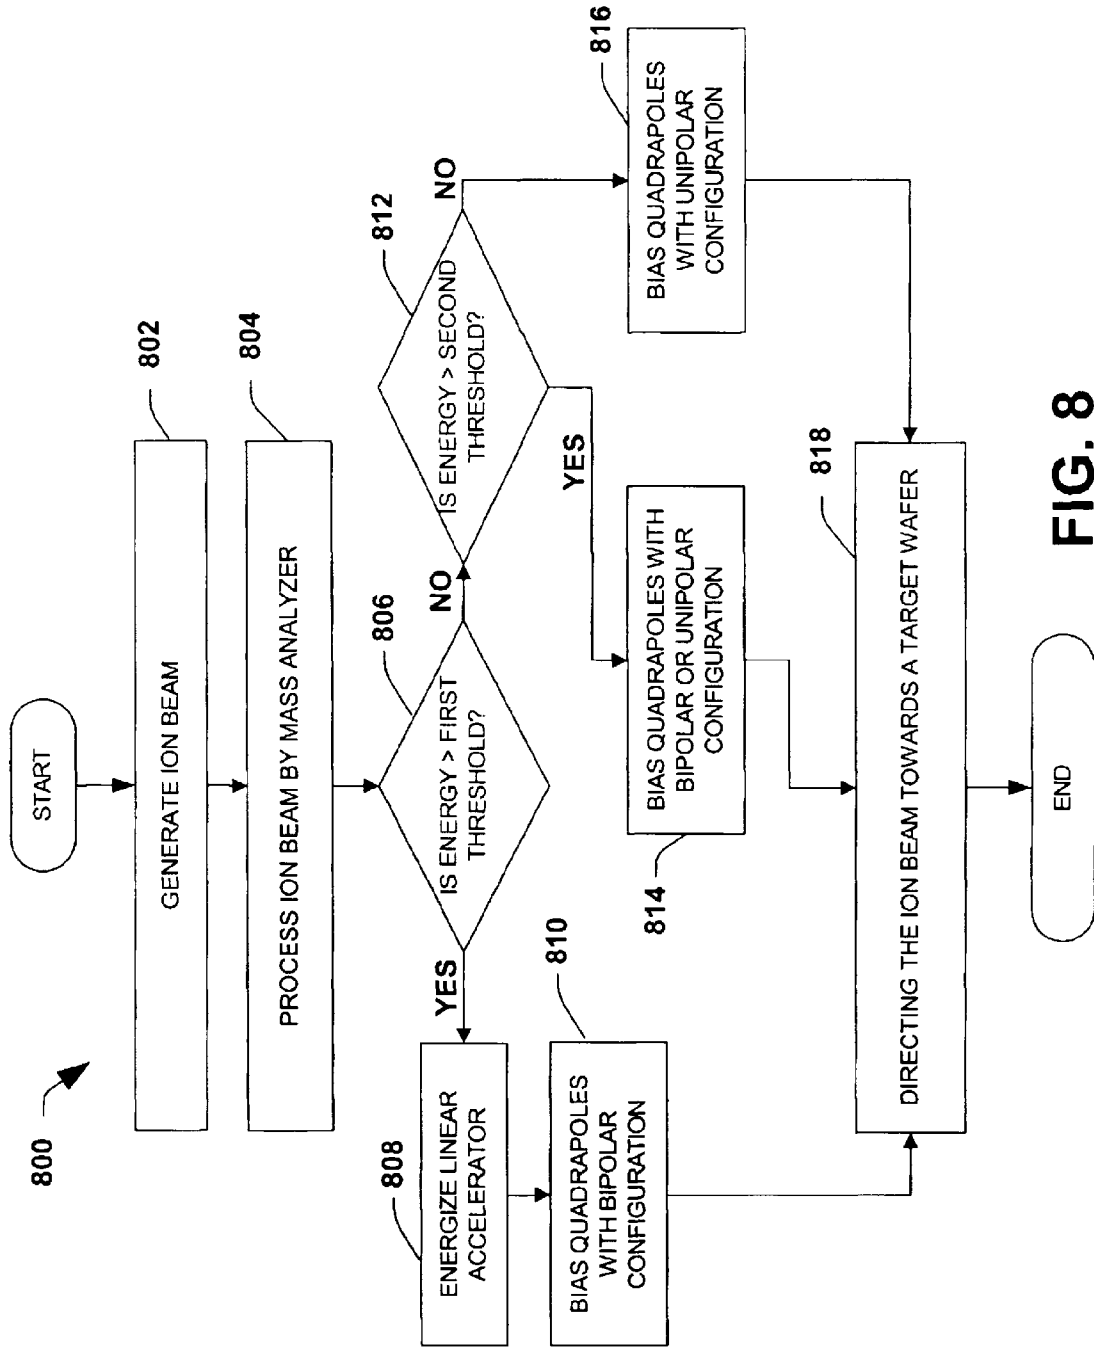 800
START
802
GENERATE ION BEAM
804
PROCESS ION BEAM BY MASS ANALYZER
806
IS ENERGY > FIRST
THRESHOLD?
YES
NO
812
IS ENERGY > SECOND
THRESHOLD?
NO
YES
808
ENERGIZE LINEAR
ACCELERATOR
810
BIAS QUADRAPOLES
WITH BIPOLAR
CONFIGURATION
814
BIAS QUADRAPOLES WITH
BIPOLAR OR UNIPOLAR
CONFIGURATION
816
BIAS QUADRAPOLES
WITH UNIPOLAR
CONFIGURATION
818
DIRECTING THE ION BEAM TOWARDS A TARGET WAFER
END
FIG. 8